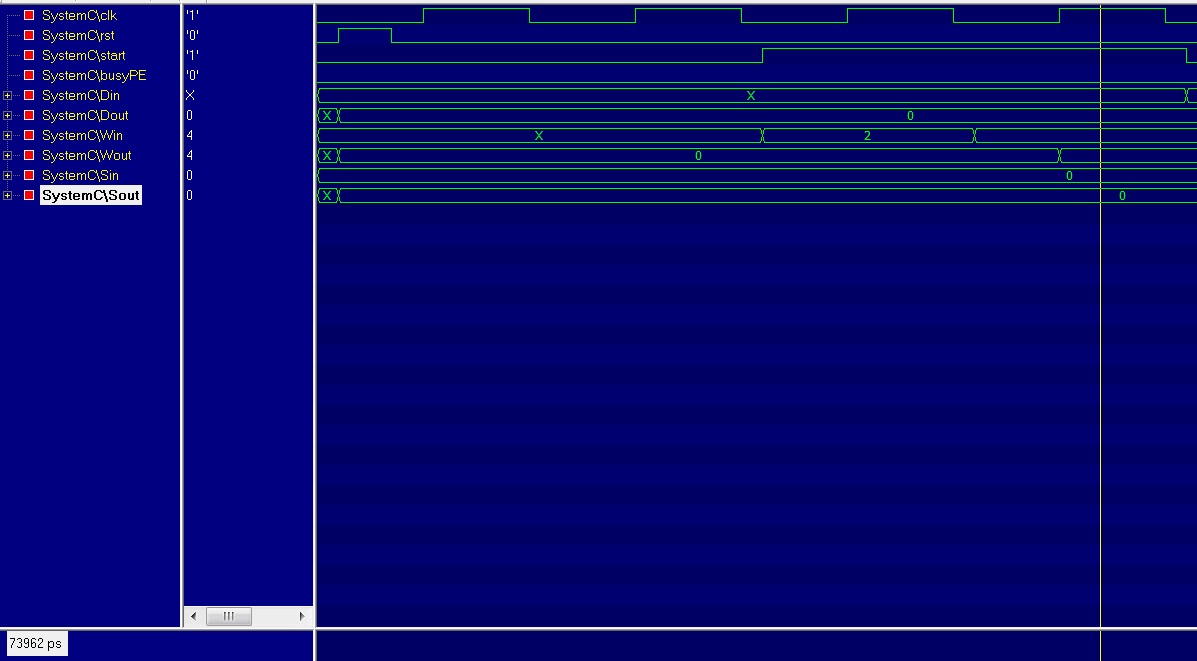 SystemC\clk '1'
SystemC\rst '0'
SystemC\start '1'
SystemC\busyPE '0'
SystemC\Din X X
SystemC\Dout 0 X 0
SystemC\Win 4 X 2
SystemC\Wout 4 X 0
SystemC\Sin 0 0
SystemC\Sout 0 X 0
73962 ps